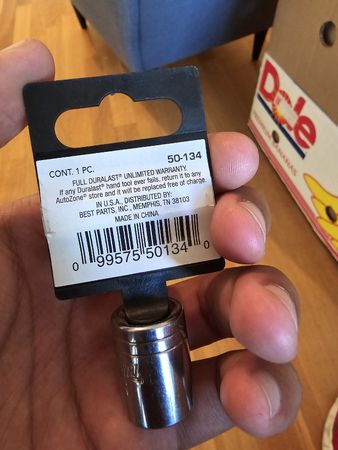 CONT. 1 PC.
50-134
FULL DURALAST® UNLIMITED WARRANTY.
If any Duralast® hand tool ever fails, return it to any
AutoZone® store and it will be replaced free of charge.
IN U.S.A., DISTRIBUTED BY:
BEST PARTS, INC., MEMPHIS, TN 38103
MADE IN CHINA
0 99575 50134 0
Dole